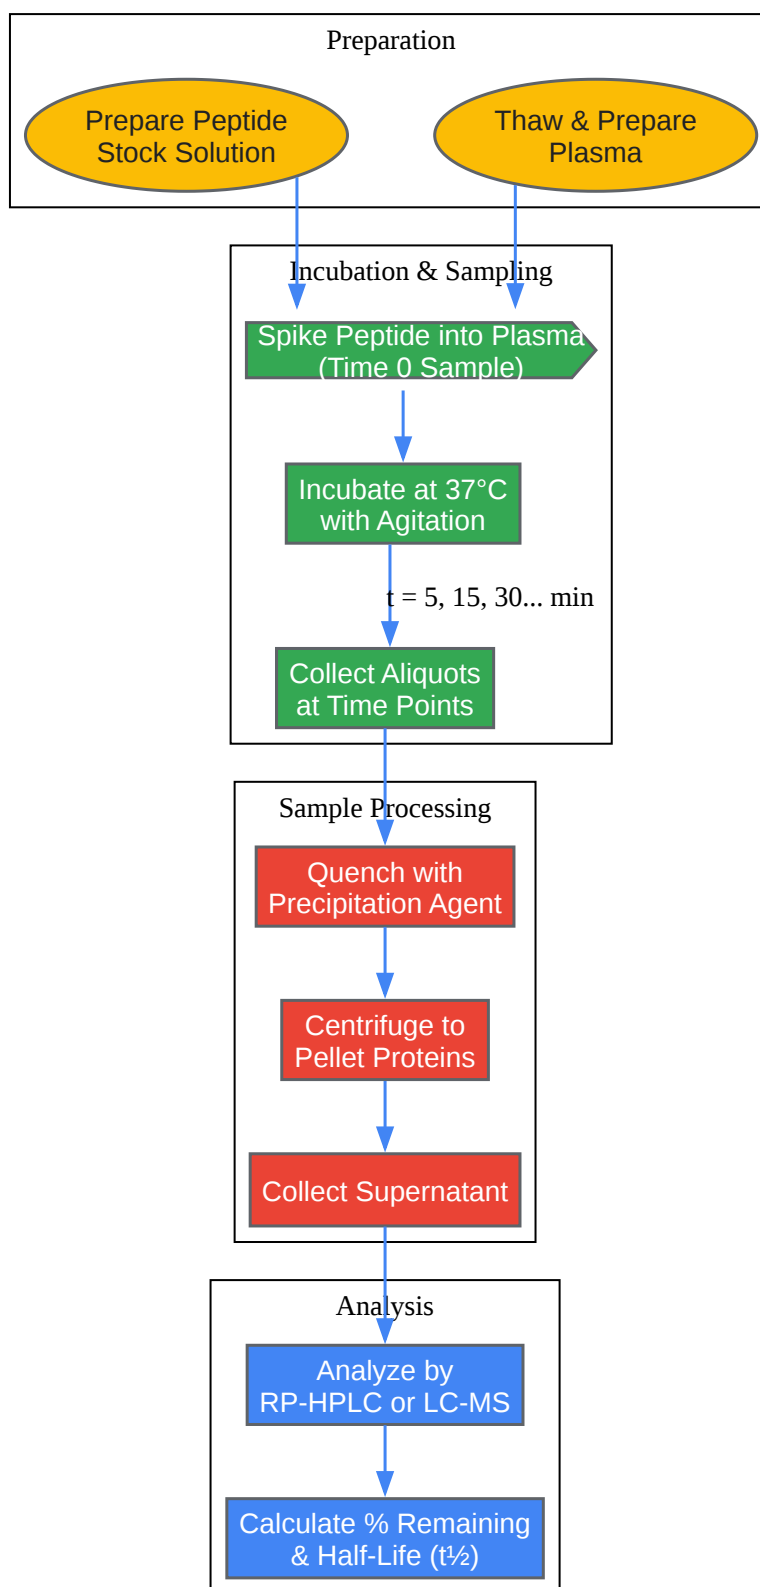 Preparation
Prepare Peptide
Stock Solution
Thaw & Prepare
Plasma
Incubation & Sampling
Spike Peptide into Plasma
(Time 0 Sample)
Incubate at 37°C
with Agitation
t = 5, 15, 30... min
Collect Aliquots
at Time Points
Sample Processing
Quench with
Precipitation Agent
Centrifuge to
Pellet Proteins
Collect Supernatant
Analysis
Analyze by
RP-HPLC or LC-MS
Calculate % Remaining
& Half-Life (t½)